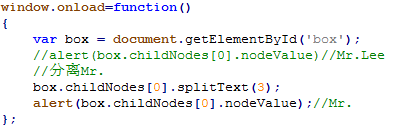 window.onload=function()
{
var box = document.getElementById('box');
//alert(box.childNodes[0].nodeValue)//Mr.Lee
//分离Mr.
box.childNodes[0].splitText(3);
alert(box.childNodes[0].nodeValue);//Mr.
};